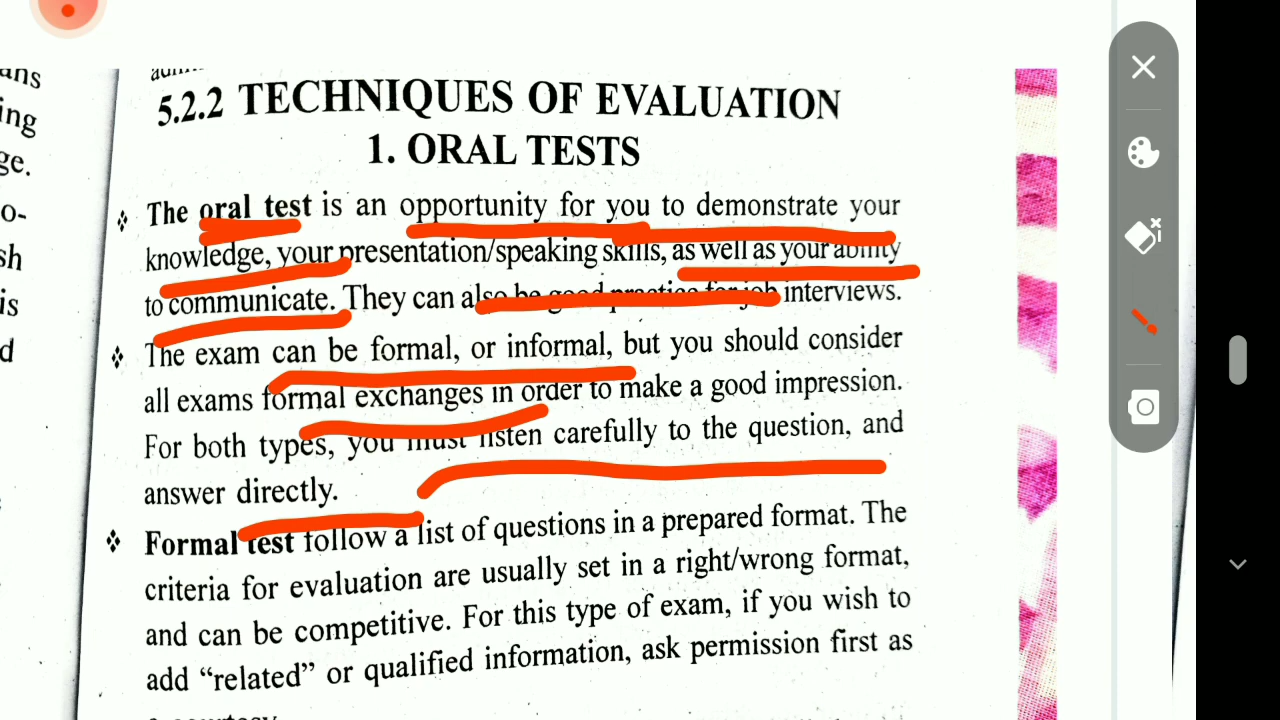 ans
ing
ge.
o-
sh
is
d
5.2.2 TECHNIQUES OF EVALUATION
1. ORAL TESTS
❖ The oral test is an opportunity for you to demonstrate your
knowledge, your presentation/speaking skills, as well as your ability
to communicate. They can also be good practice for job interviews.
❖ The exam can be formal, or informal, but you should consider
all exams formal exchanges in order to make a good impression.
For both types, you must listen carefully to the question, and
answer directly.
❖ Formal test follow a list of questions in a prepared format. The
criteria for evaluation are usually set in a right/wrong format,
and can be competitive. For this type of exam, if you wish to
add “related” or qualified information, ask permission first as